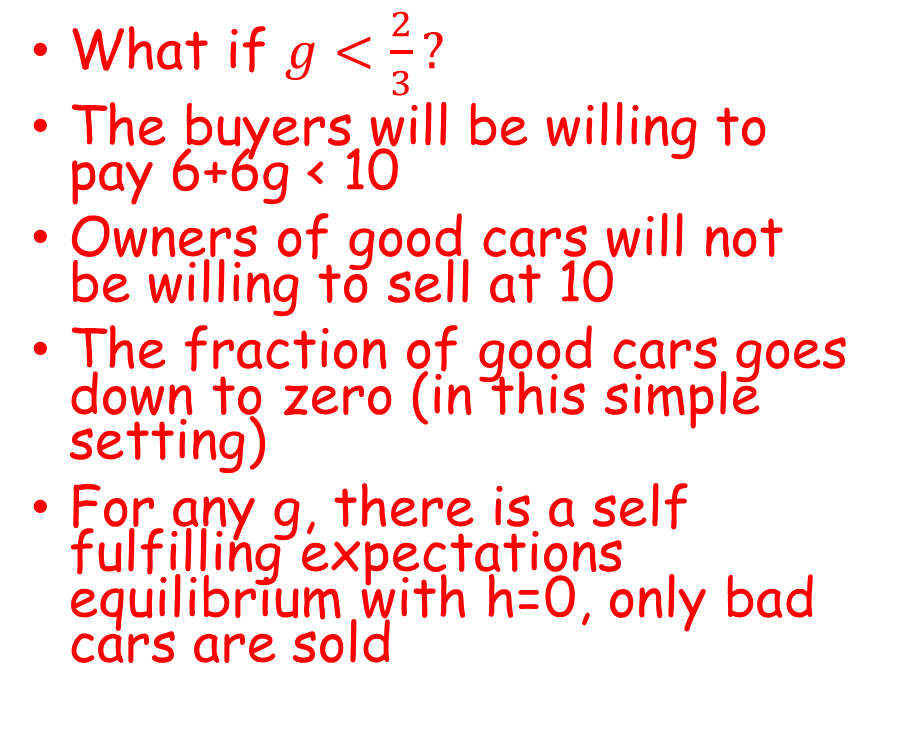 • What if g < 2/3?
• The buyers will be willing to
pay 6+6g < 10
• Owners of good cars will not
be willing to sell at 10
• The fraction of good cars goes
down to zero (in this simple
setting)
• For any g, there is a self
fulfilling expectations
equilibrium with h=0, only bad
cars are sold